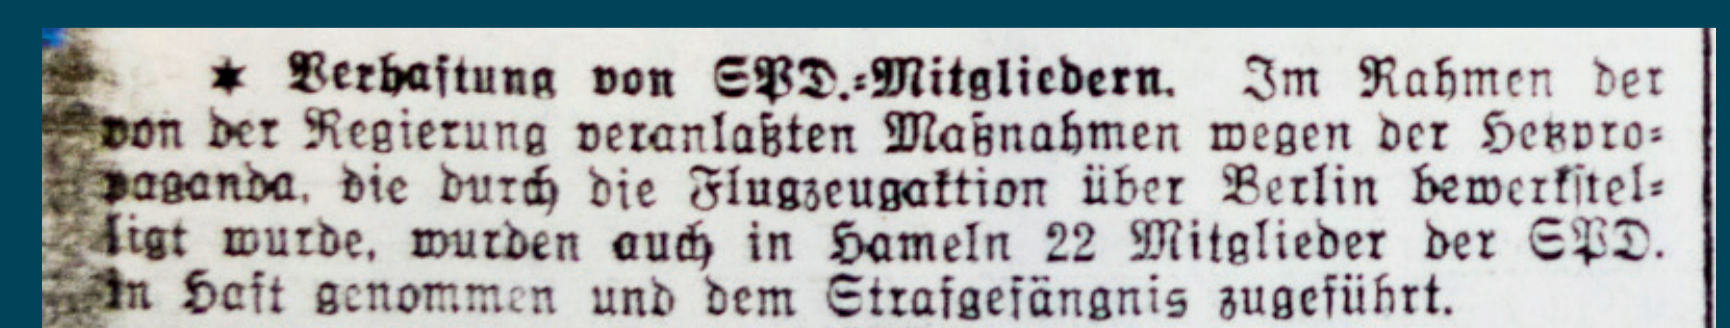 * Verhaftung von SPD.-Mitgliedern. Im Rahmen der
von der Regierung veranlaßten Maßnahmen wegen der Hetzpro-
paganda, die durch die Flugzeugaktion über Berlin bewerkstel-
ligt wurde, wurden auch in Hameln 22 Mitglieder der SPD.
in Haft genommen und dem Strafgefängnis zugeführt.